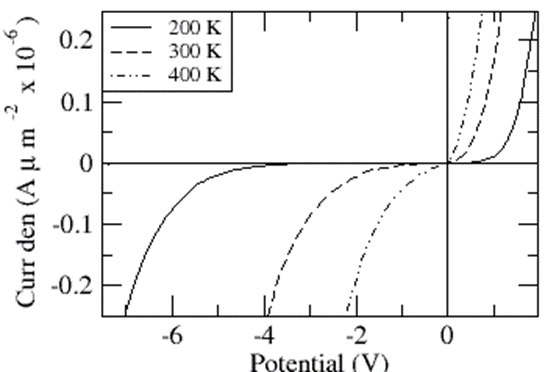 200 K
300 K
400 K
0.2
0.1
0
-0.1
-0.2
-6 -4 -2 0
Curr den (A μ m⁻² x 10⁻⁶)
Potential (V)